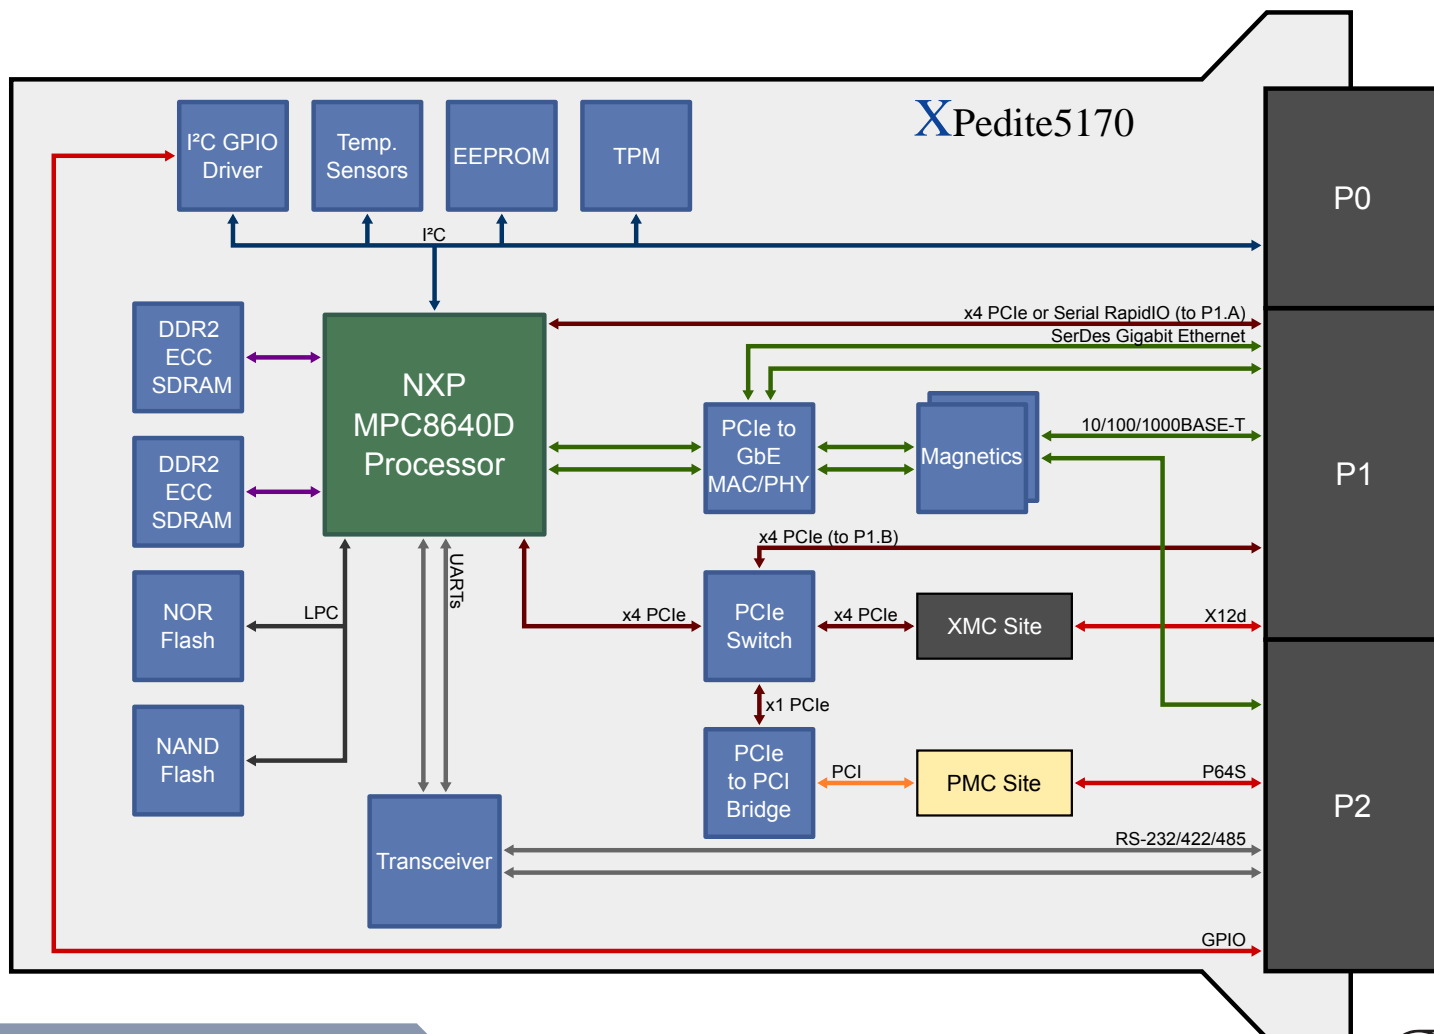 XPedite5170
I²C GPIO
Driver
Temp.
Sensors
EEPROM
TPM
P0
I²C
DDR2
ECC
SDRAM
x4 PCIe or Serial RapidIO (to P1.A)
SerDes Gigabit Ethernet
NXP
MPC8640D
Processor
PCIe to
GbE
MAC/PHY
Magnetics
10/100/1000BASE-T
P1
DDR2
ECC
SDRAM
x4 PCIe (to P1.B)
UARTs
NOR
Flash
LPC
x4 PCIe
PCIe
Switch
x4 PCIe
XMC Site
X12d
x1 PCIe
NAND
Flash
PCIe
to PCI
Bridge
PCI
PMC Site
P64S
P2
Transceiver
RS-232/422/485
GPIO